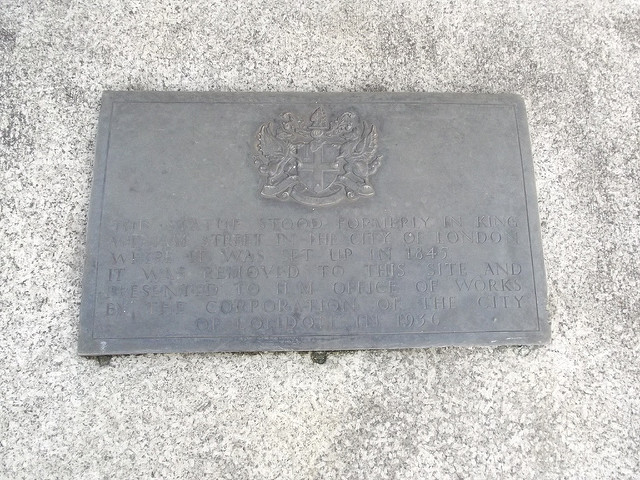 THIS STATUE STOOD FORMERLY IN KING
WILLIAM STREET IN THE CITY OF LONDON
WHERE IT WAS SET UP IN 1845
IT WAS REMOVED TO THIS SITE AND
PRESENTED TO H.M. OFFICE OF WORKS
BY THE CORPORATION OF THE CITY
OF LONDON IN 1936